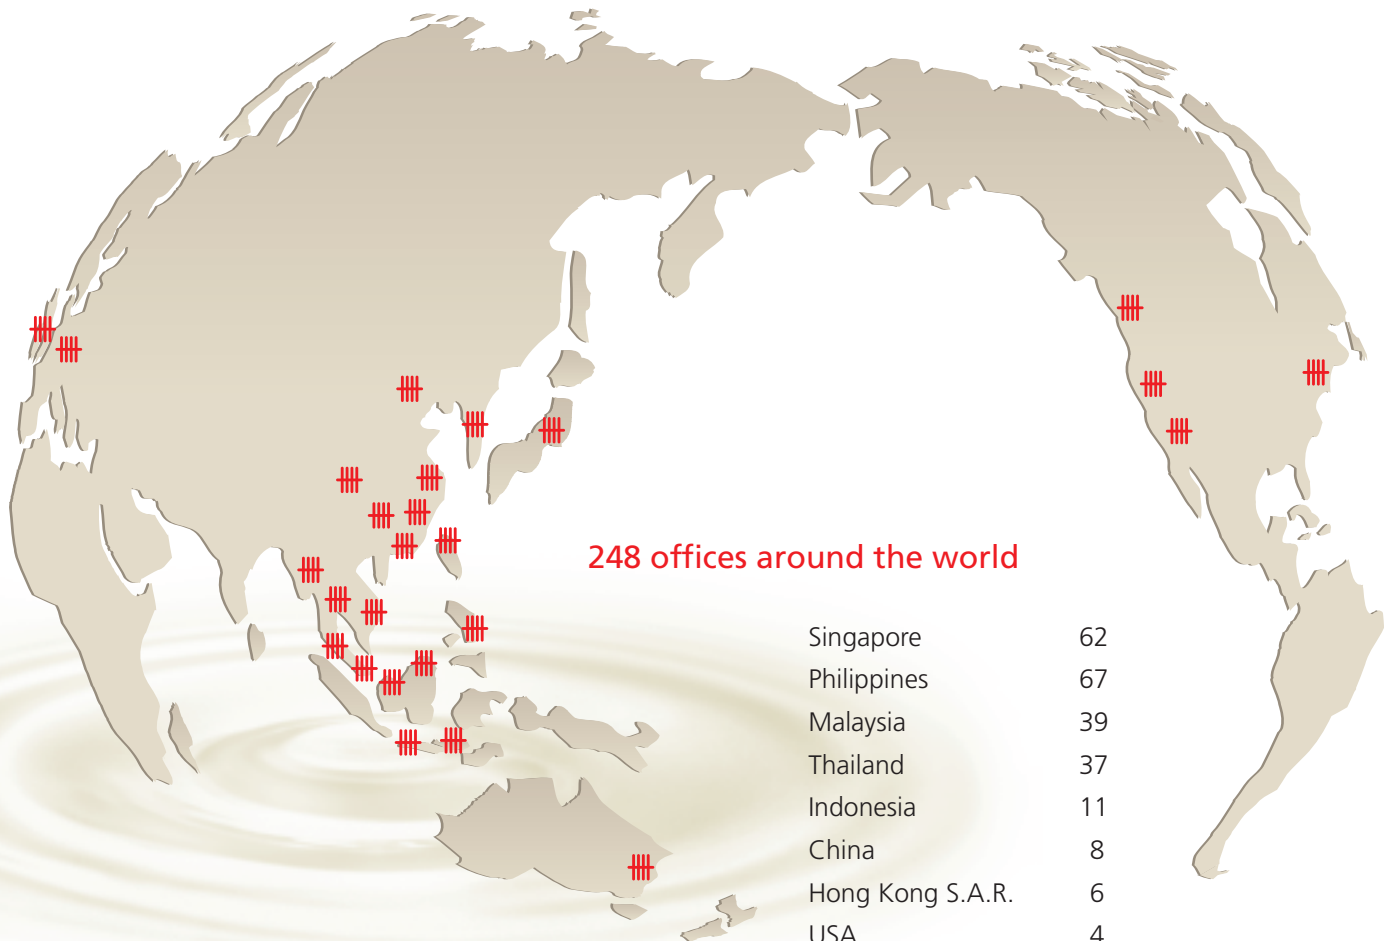 248 offices around the world
Singapore 62
Philippines 67
Malaysia 39
Thailand 37
Indonesia 11
China 8
Hong Kong S.A.R. 6
USA 4